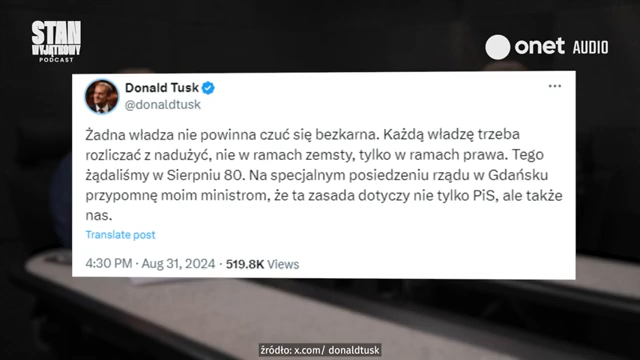 STAN
WYJĄTKOWY
PODCAST
onet AUDIO
Donald Tusk
@donaldtusk
Żadna władza nie powinna czuć się bezkarna. Każdą władzę trzeba
rozliczać z nadużyć, nie w ramach zemsty, tylko w ramach prawa. Tego
żądaliśmy w Sierpniu 80. Na specjalnym posiedzeniu rządu w Gdańsku
przypomnę moim ministrom, że ta zasada dotyczy nie tylko PiS, ale także
nas.
Translate post
4:30 PM · Aug 31, 2024 · 519.8K Views
źródło: x.com/ donaldtusk